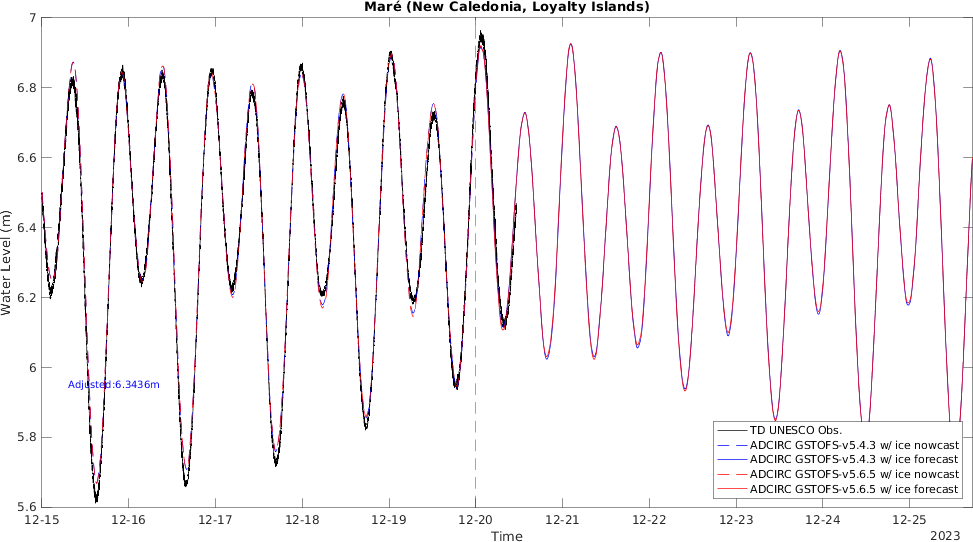 Maré (New Caledonia, Loyalty Islands)
7
6.8
6.6
6.4
6.2
6
5.8
5.6
Water Level (m)
Adjusted:6.3436m
TD UNESCO Obs.
ADCIRC GSTOFS-v5.4.3 w/ ice nowcast
ADCIRC GSTOFS-v5.4.3 w/ ice forecast
ADCIRC GSTOFS-v5.6.5 w/ ice nowcast
ADCIRC GSTOFS-v5.6.5 w/ ice forecast
12-15 12-16 12-17 12-18 12-19 12-20 12-21 12-22 12-23 12-24 12-25
Time
2023